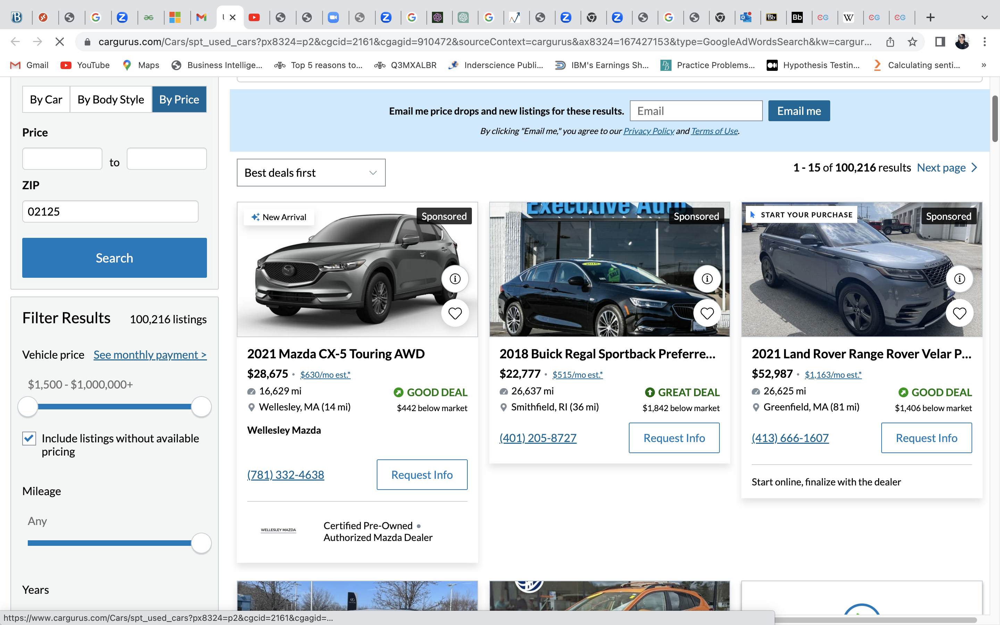 cargurus.com/Cars/spt_used_cars?px8324=p2&cgcid=2161&cgagid=910472&sourceContext=cargurus&ax8324=167427153&type=GoogleAdWordsSearch&kw=cargur...
Gmail YouTube Maps Business Intellige... Top 5 reasons to... Q3MXALBR Inderscience Publi... IBM's Earnings Sh... Practice Problems... Hypothesis Testin... Calculating senti... »
By Car By Body Style By Price
Price
to
ZIP
02125
Search
Filter Results 100,216 listings
Vehicle price See monthly payment >
$1,500 - $1,000,000+
Include listings without available
pricing
Mileage
Any
Years
Email me price drops and new listings for these results. Email Email me
By clicking "Email me," you agree to our Privacy Policy and Terms of Use.
Best deals first
1 - 15 of 100,216 results Next page
New Arrival
Sponsored
2021 Mazda CX-5 Touring AWD
$28,675 • $630/mo est.*
16,629 mi
GOOD DEAL
Wellesley, MA (14 mi)
$442 below market
Wellesley Mazda
(781) 332-4638
Request Info
WELLESLEY MAZDA
Certified Pre-Owned •
Authorized Mazda Dealer
Executive Auto
Sponsored
2018
SALE
2018 Buick Regal Sportback Preferre...
$22,777 • $515/mo est.*
26,637 mi
GREAT DEAL
Smithfield, RI (36 mi)
$1,842 below market
(401) 205-8727
Request Info
START YOUR PURCHASE
Sponsored
2021 Land Rover Range Rover Velar P...
$52,987 • $1,163/mo est.*
26,625 mi
GOOD DEAL
Greenfield, MA (81 mi)
$1,406 below market
(413) 666-1607
Request Info
Start online, finalize with the dealer
https://www.cargurus.com/Cars/spt_used_cars?px8324=p2&cgcid=2161&cgagid=...